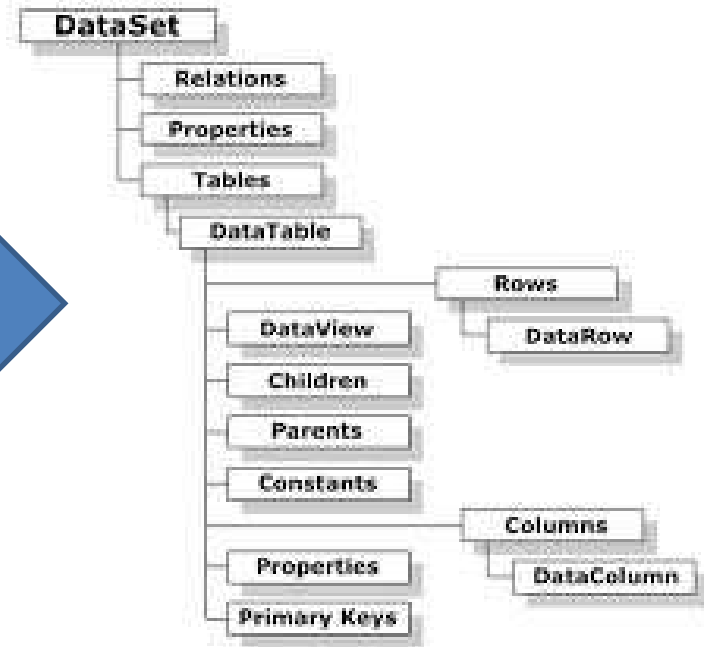 DataSet
Relations
Properties
Tables
DataTable
Rows
DataRow
DataView
Children
Parents
Constants
Columns
DataColumn
Properties
Primary Keys